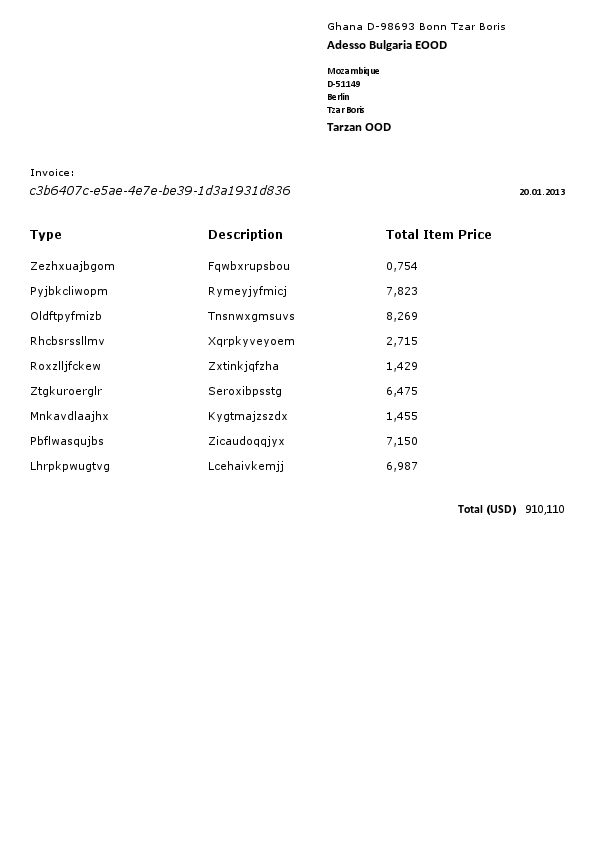 Ghana D-98693 Bonn Tzar Boris
Adesso Bulgaria EOOD
Mozambique
D-51149
Berlin
Tzar Boris
Tarzan OOD
Invoice:
c3b6407c-e5ae-4e7e-be39-1d3a1931d836 20.01.2013
Type Description Total Item Price
Zezhxuajbgom Fqwbxrupsbou 0,754
Pyjbkcliwopm Rymeyjyfmicj 7,823
Oldftpyfmizb Tnsnwxgmsuvs 8,269
Rhcbsrssllmv Xqrpkyveyoem 2,715
Roxzlljfckew Zxtinkjqfzha 1,429
Ztgkuroerglr Seroxibpsstg 6,475
Mnkavdlaajhx Kygtmajzszdx 1,455
Pbflwasqujbs Zicaudoqqjyx 7,150
Lhrpkpwugtvg Lcehaivkemjj 6,987
Total (USD) 910,110